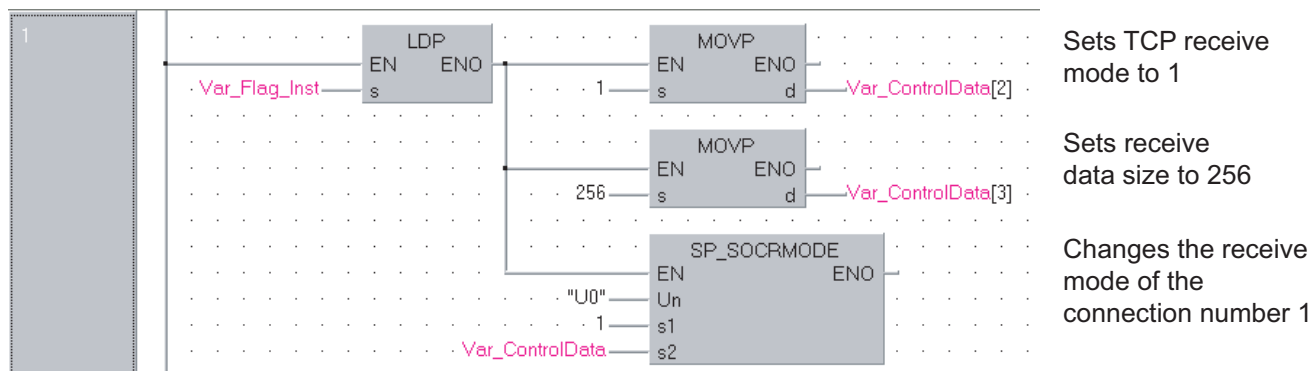 1
LDP
EN ENO
Var_Flag_Inst s
MOVP
EN ENO
1 s d Var_ControlData[2]
Sets TCP receive
mode to 1
MOVP
EN ENO
256 s d Var_ControlData[3]
Sets receive
data size to 256
SP_SOCRMODE
EN ENO
"U0" Un
1 s1
Var_ControlData s2
Changes the receive
mode of the
connection number 1